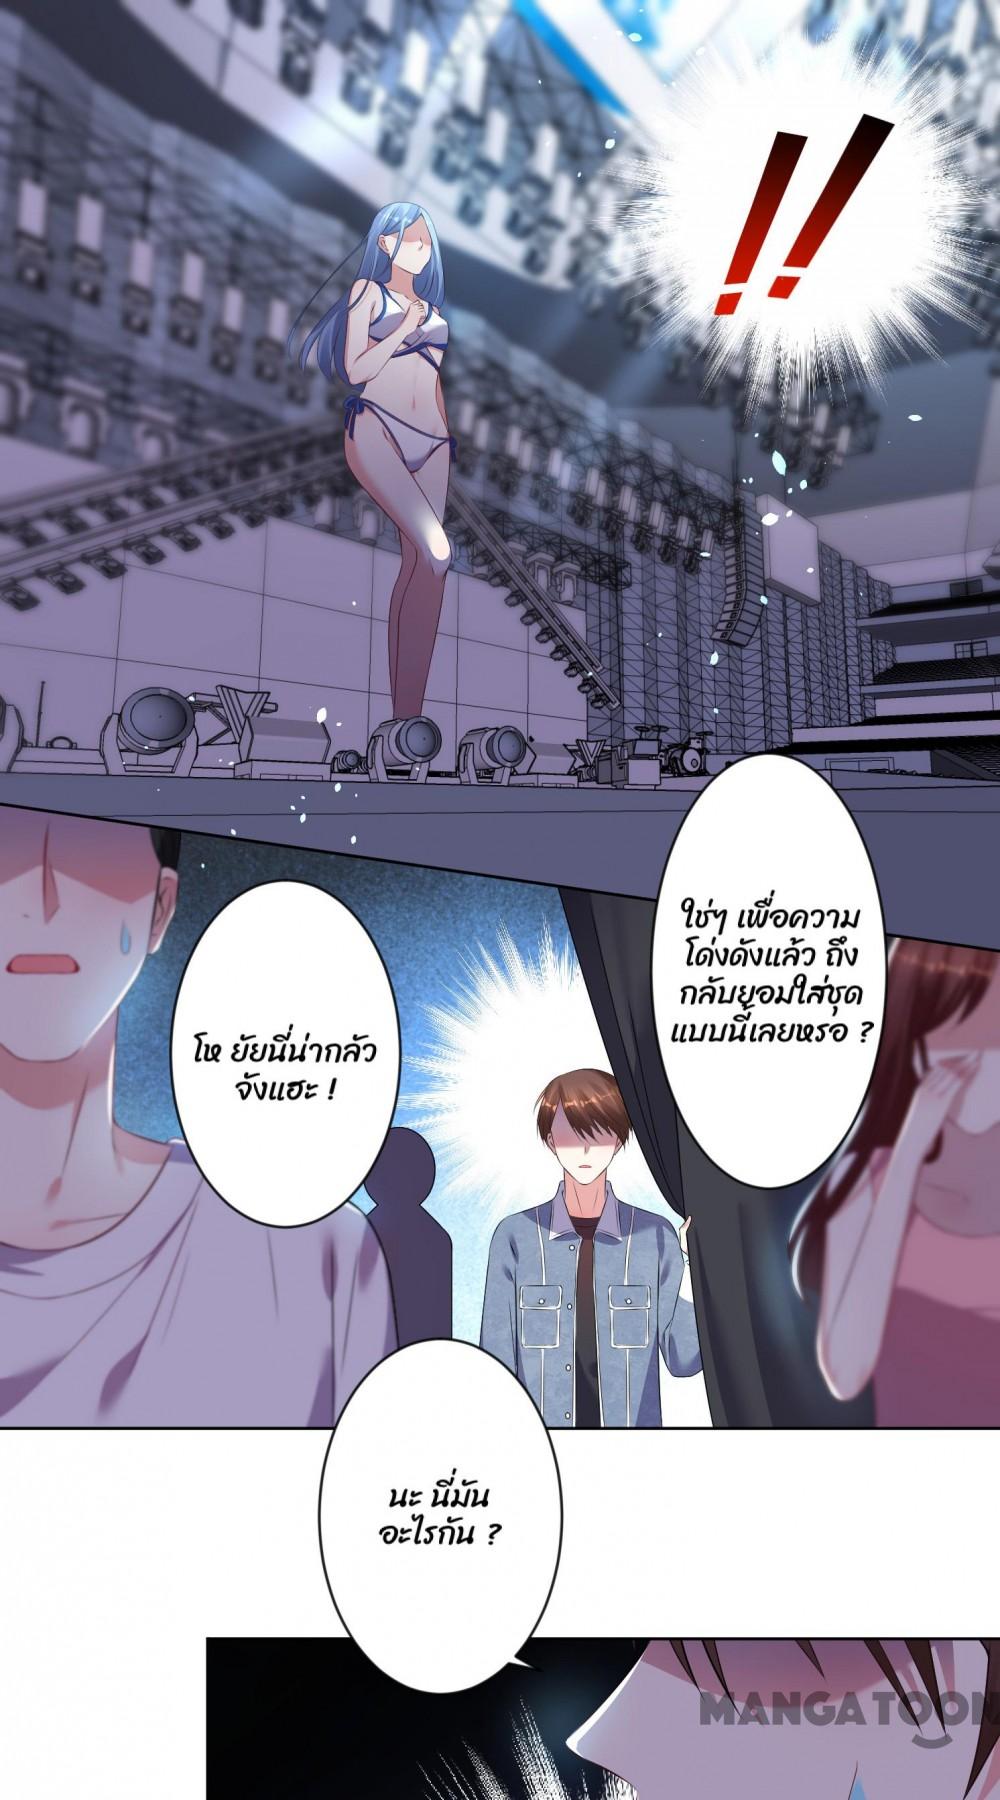 !!
ใช่ๆ เพื่อความ
โด่งดังแล้ว ถึง
กลับยอมใส่ชุด
แบบนี้เลยหรอ ?
โห ยัยนี่น่ากลัว
จังแฮะ !
นะ นี่มัน
อะไรกัน ?
MANGATOON